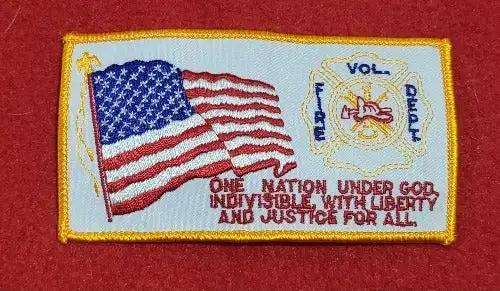 VOL.
FIRE
DEPT
ONE NATION UNDER GOD,
INDIVISIBLE, WITH LIBERTY
AND JUSTICE FOR ALL.